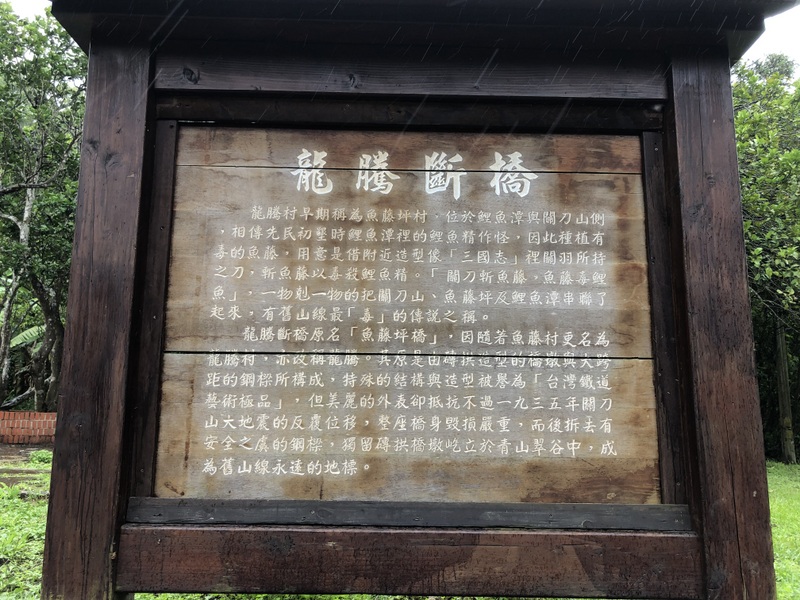 龍騰斷橋
龍騰村早期稱為魚藤坪村，位於鯉魚潭與關刀山側
，相傳先民初墾時鯉魚潭裡的鯉魚精作怪，因此種植有
毒的魚藤，用意是借附近造型像「三國志」裡關羽所持
之刀，斬魚藤以毒殺鯉魚精。「關刀斬魚藤，魚藤毒鯉
魚」，一物剋一物的把關刀山、魚藤坪及鯉魚潭串聯了
起來，有舊山線最「毒」的傳說之稱。
龍騰斷橋原名「魚藤坪橋」，因隨著魚藤村更名為
龍騰村，亦改稱龍騰。其原是由磚拱造型的橋墩與大跨
距的鋼樑所構成，特殊的結構與造型被譽為「台灣鐵道
藝術極品」，但美麗的外表卻抵抗不過一九三五年關刀
山大地震的反覆位移，整座橋身毀損嚴重，而後拆去有
安全之虞的鋼樑，獨留磚拱橋墩屹立於青山翠谷中，成
為舊山線永遠的地標。